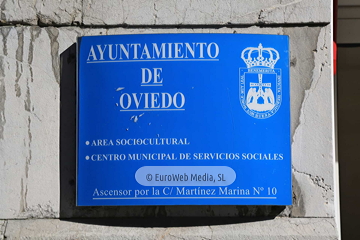 AYUNTAMIENTO
DE
OVIEDO
BENEMÉRITA
• AREA SOCIOCULTURAL
• CENTRO MUNICIPAL DE SERVICIOS SOCIALES
© EuroWeb Media, SL
Ascensor por la C/ Martínez Marina Nº 10